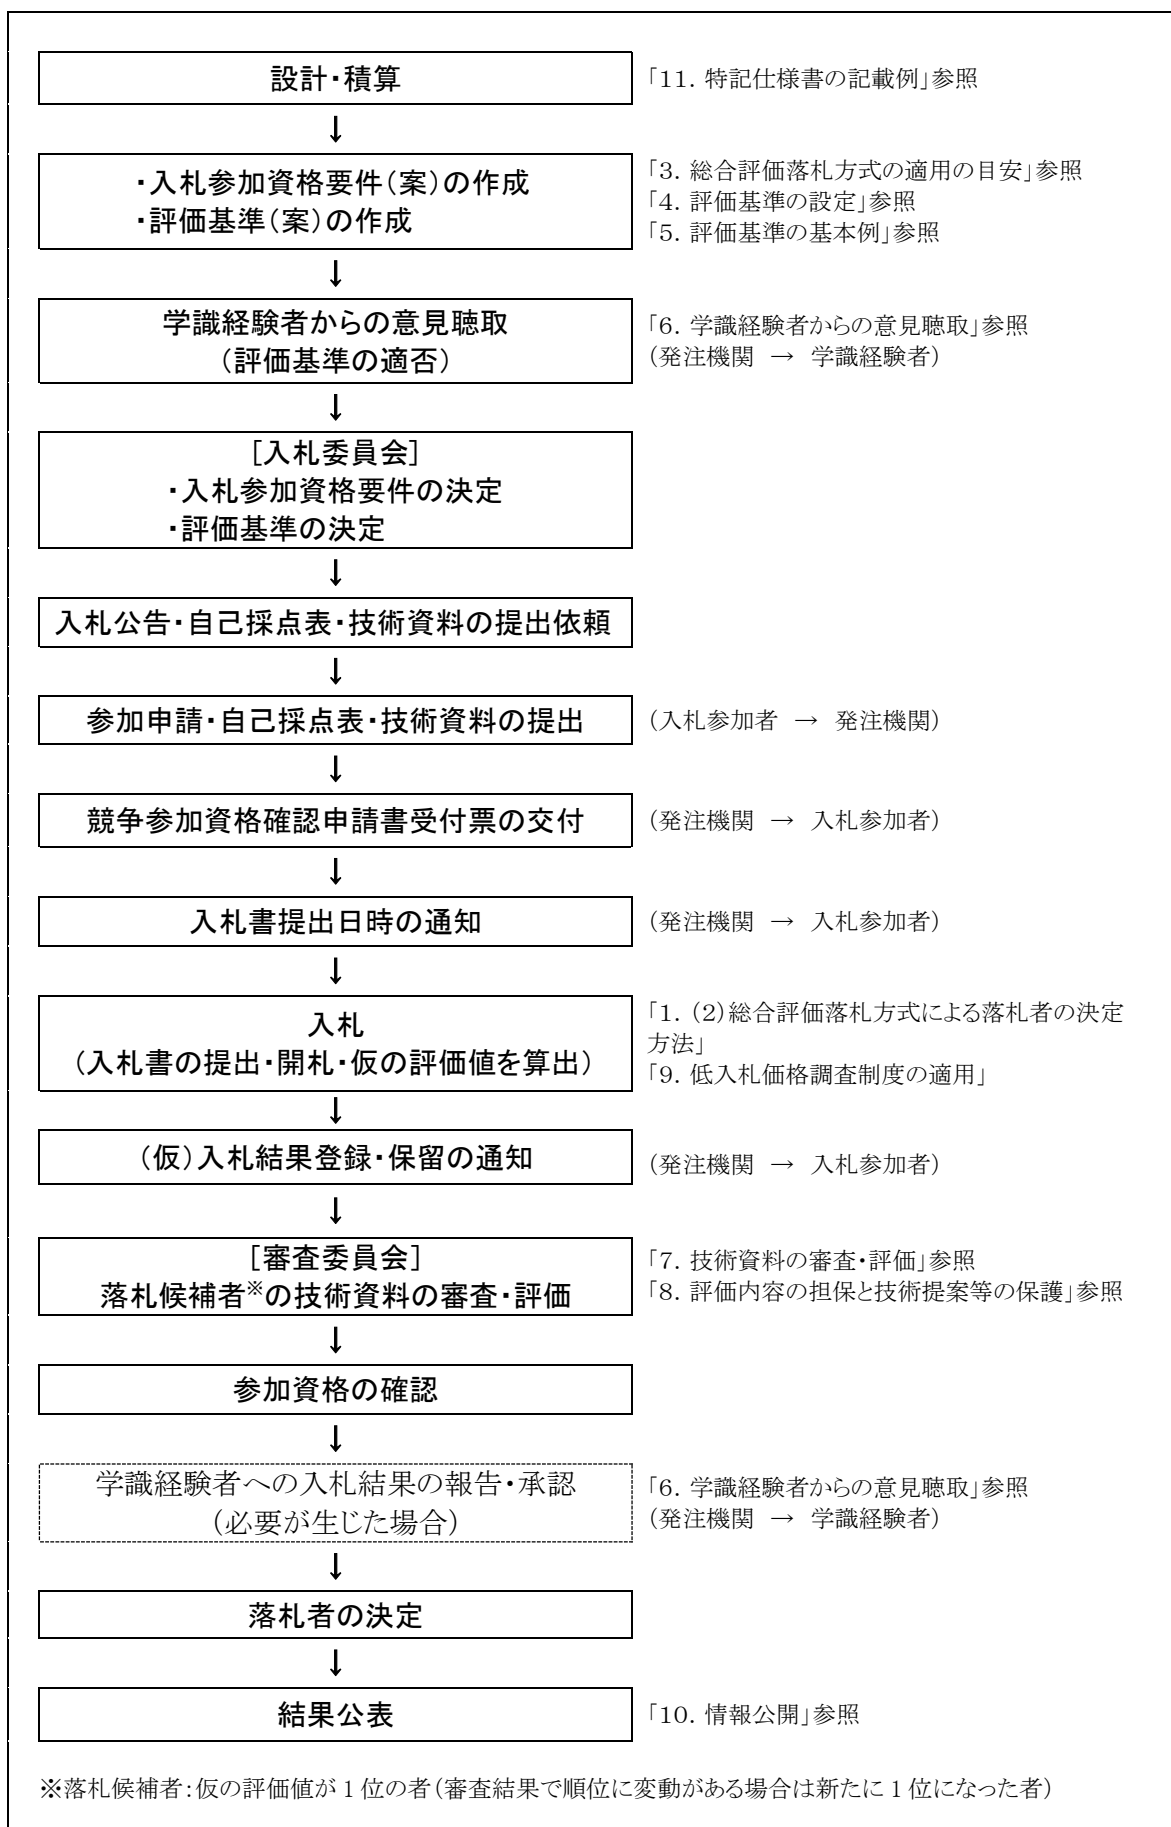 設計・積算
「11．特記仕様書の記載例」参照
↓
・入札参加資格要件（案）の作成
・評価基準（案）の作成
「3．総合評価落札方式の適用の目安」参照
「4．評価基準の設定」参照
「5．評価基準の基本例」参照
↓
学識経験者からの意見聴取
（評価基準の適否）
「6．学識経験者からの意見聴取」参照
（発注機関 → 学識経験者）
↓
［入札委員会］
・入札参加資格要件の決定
・評価基準の決定
↓
入札公告・自己採点表・技術資料の提出依頼
↓
参加申請・自己採点表・技術資料の提出
（入札参加者 → 発注機関）
↓
競争参加資格確認申請書受付票の交付
（発注機関 → 入札参加者）
↓
入札書提出日時の通知
（発注機関 → 入札参加者）
↓
入札
（入札書の提出・開札・仮の評価値を算出）
「1．（2）総合評価落札方式による落札者の決定
方法」
「9．低入札価格調査制度の適用」
↓
（仮）入札結果登録・保留の通知
（発注機関 → 入札参加者）
↓
［審査委員会］
落札候補者※の技術資料の審査・評価
「7．技術資料の審査・評価」参照
「8．評価内容の担保と技術提案等の保護」参照
↓
参加資格の確認
↓
学識経験者への入札結果の報告・承認
（必要が生じた場合）
「6．学識経験者からの意見聴取」参照
（発注機関 → 学識経験者）
↓
落札者の決定
↓
結果公表
「10．情報公開」参照
※落札候補者：仮の評価値が 1 位の者（審査結果で順位に変動がある場合は新たに 1 位になった者）